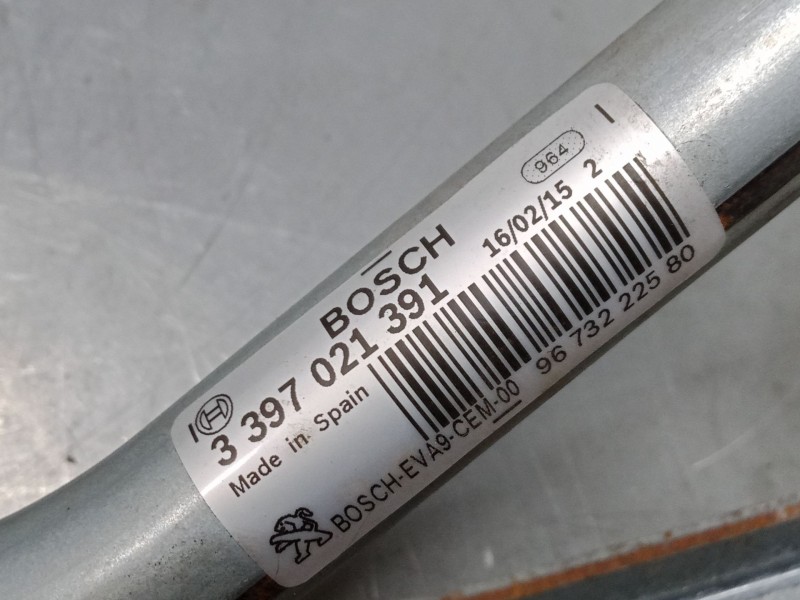 964
BOSCH
16/02/15 2
3 397 021 391
Made in Spain
96 732 225 80
BOSCH-EVA9-CEM-00